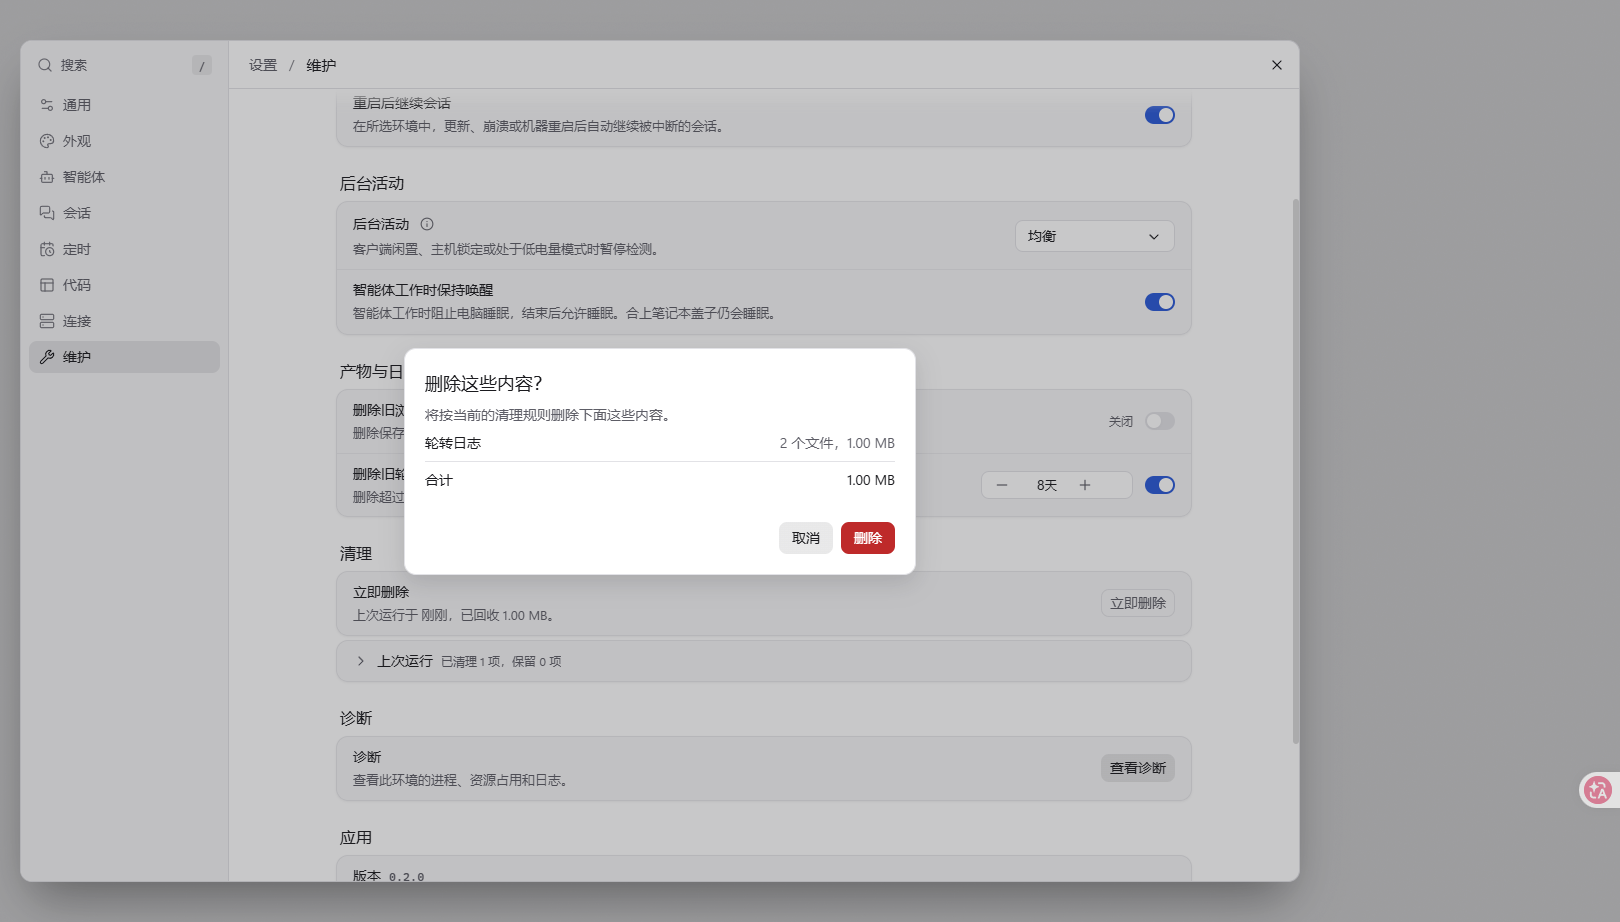 搜索
/
通用
外观
智能体
会话
定时
代码
连接
维护
设置 / 维护
重启后继续会话
在所选环境中，更新、崩溃或机器重启后自动继续被中断的会话。
后台活动
后台活动
客户端闲置、主机锁定或处于低电量模式时暂停检测。
均衡
智能体工作时保持唤醒
智能体工作时阻止电脑睡眠，结束后允许睡眠。合上笔记本盖子仍会睡眠。
产物与日
删除旧浏
删除保存
关闭
删除旧轮
删除超过
8天
删除这些内容？
将按当前的清理规则删除下面这些内容。
轮转日志 2 个文件，1.00 MB
合计 1.00 MB
取消
删除
清理
立即删除
上次运行于 刚刚，已回收 1.00 MB。
立即删除
上次运行 已清理 1 项，保留 0 项
诊断
诊断
查看此环境的进程、资源占用和日志。
查看诊断
应用
版本 0.2.0